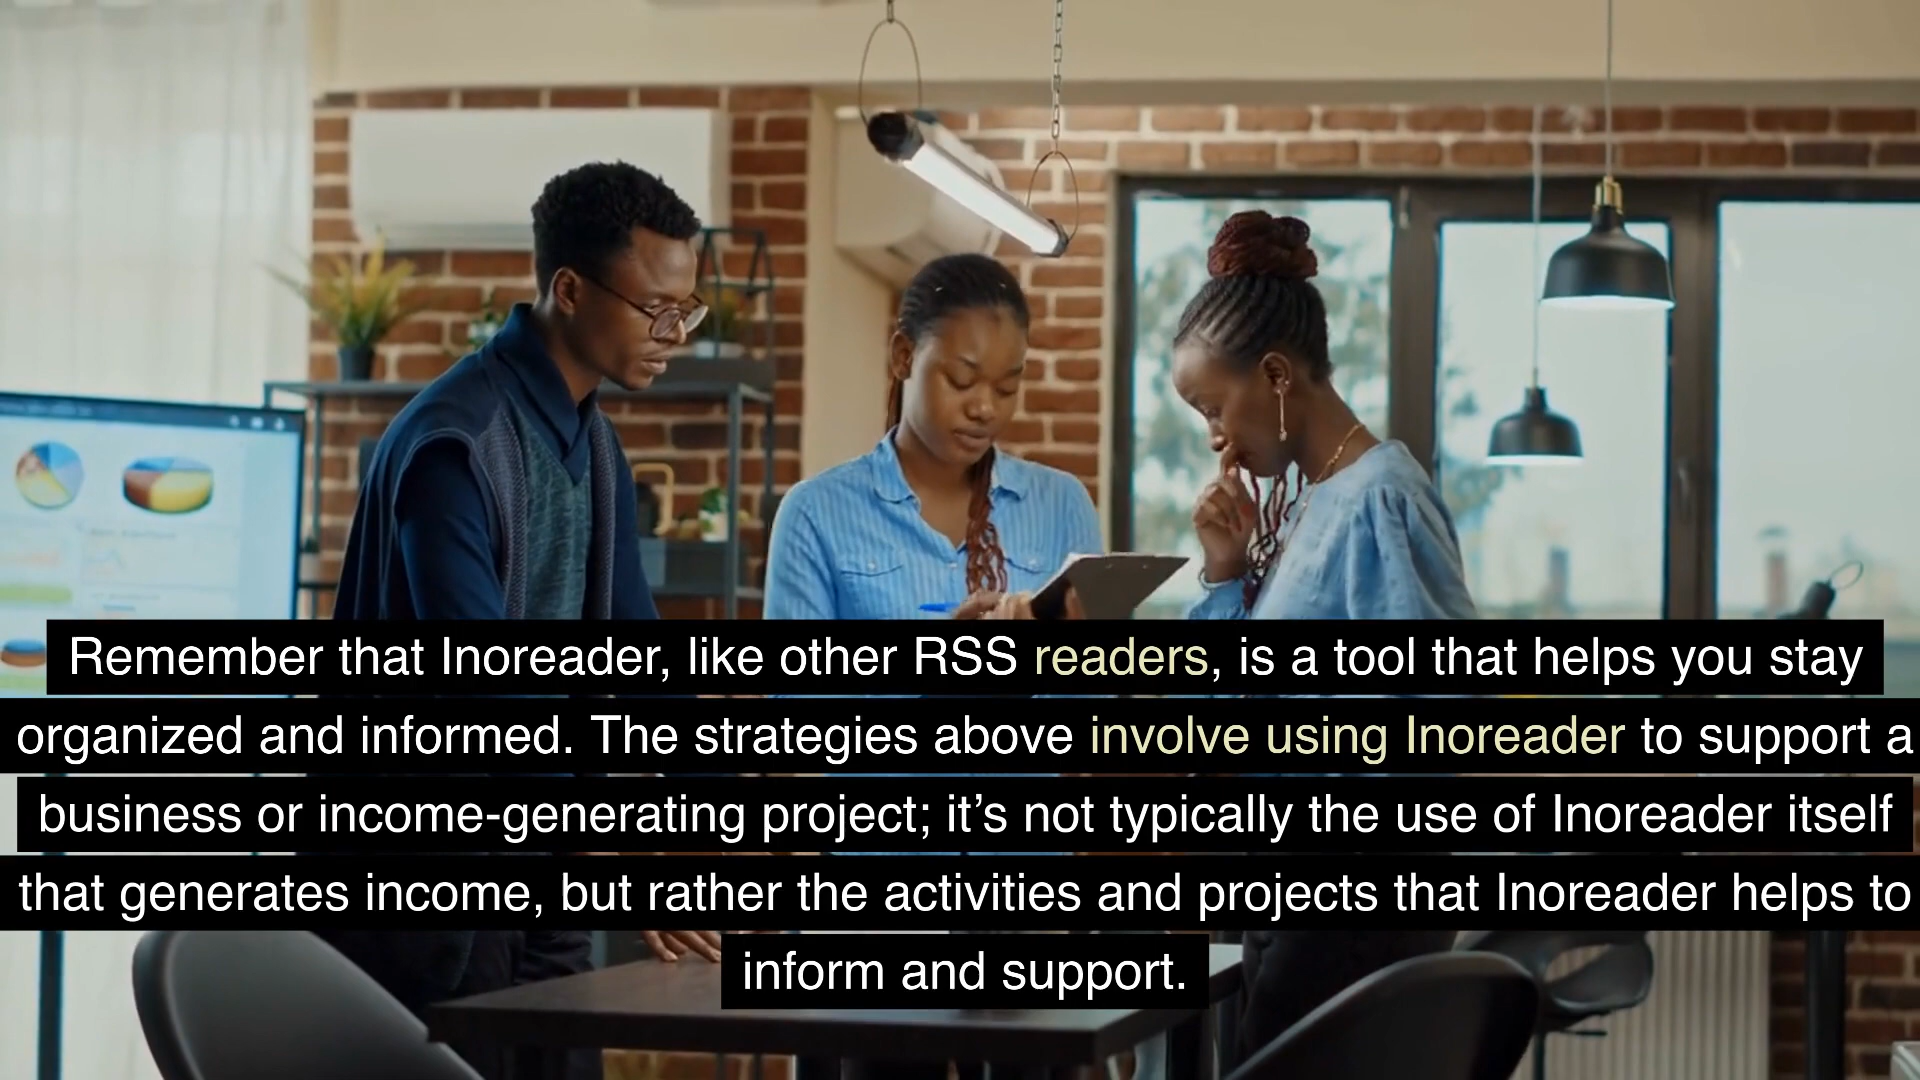 Remember that Inoreader, like other RSS readers, is a tool that helps you stay
organized and informed. The strategies above involve using Inoreader to support a
business or income-generating project; it’s not typically the use of Inoreader itself
that generates income, but rather the activities and projects that Inoreader helps to
inform and support.